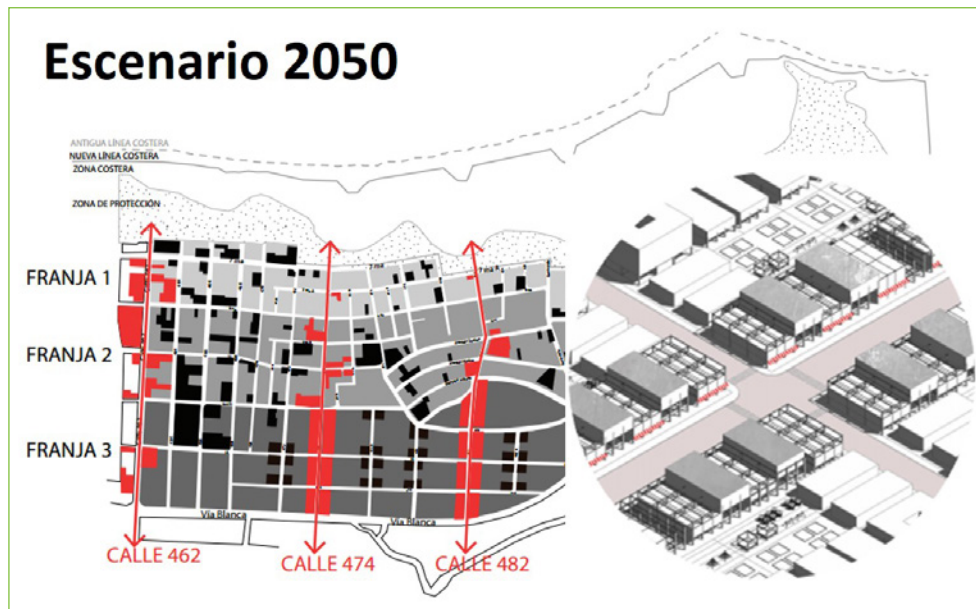 Escenario 2050
ANTIGUA LÍNEA COSTERA
NUEVA LÍNEA COSTERA
ZONA COSTERA
ZONA DE PROTECCIÓN
FRANJA 1
FRANJA 2
FRANJA 3
Vía Blanca
Vía Blanca
CALLE 462
CALLE 474
CALLE 482